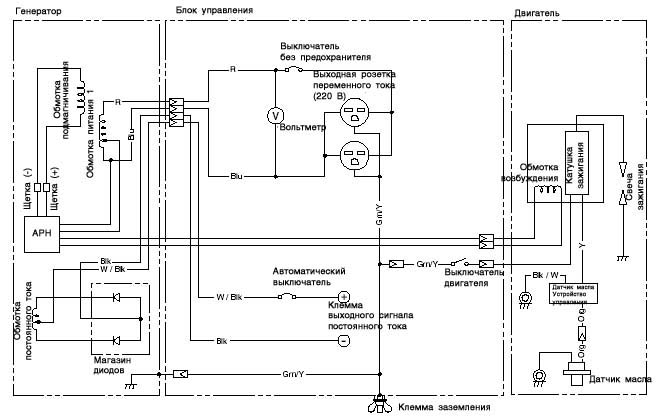 Генератор
Блок управления
Двигатель
Выключатель
без предохранителя
R
R
Выходная розетка
переменного тока
(220 В)
Обмотка
подмагничивания
Обмотка питания 1
V
Вольтметр
Blu
Blu
Обмотка
возбуждения
Катушка
зажигания
Свеча
зажигания
Щетка (-)
Щетка (+)
Grn/Y
АРН
Y
Blk
W / Blk
Grn/Y
Выключатель
двигателя
Blk / W
Автоматический
выключатель
Датчик масла
Устройство
управления
W / Blk
+
Клемма
выходного сигнала
постоянного тока
Обмотка
постоянного тока
Org
Blk
−
Org
Магазин
диодов
Grn/Y
Датчик масла
Клемма заземления